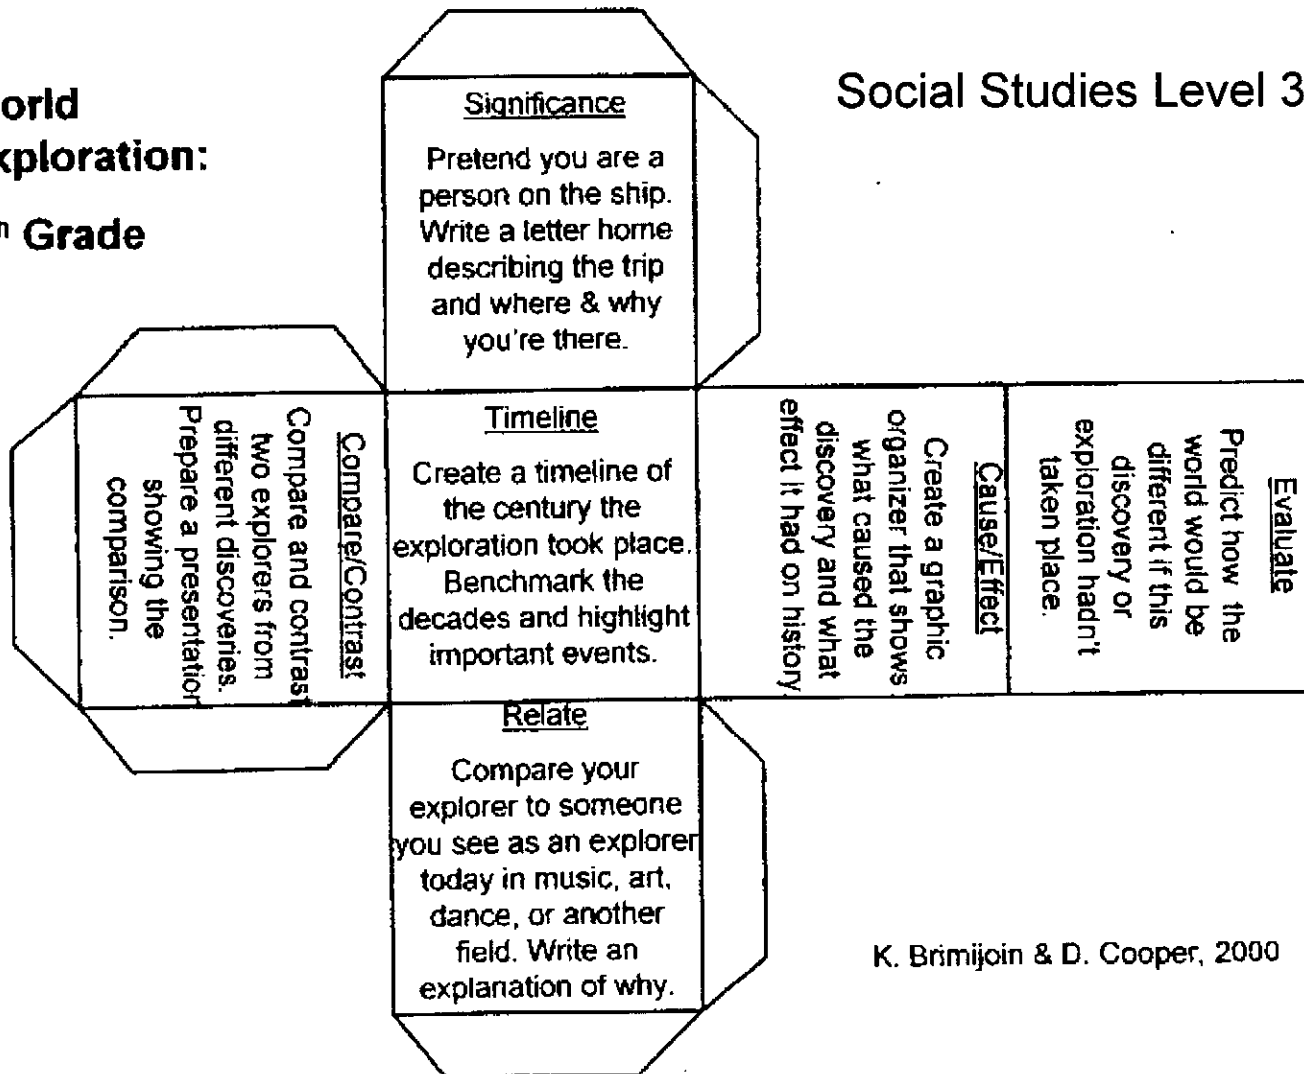 orld
xploration:
Grade
Social Studies Level 3
Significance
Pretend you are a
person on the ship.
Write a letter home
describing the trip
and where & why
you're there.
Compare/Contrast
Compare and contrast
two explorers from
different discoveries.
Prepare a presentation
showing the
comparison.
Timeline
Create a timeline of
the century the
exploration took place.
Benchmark the
decades and highlight
important events.
Cause/Effect
Create a graphic
organizer that shows
what caused the
discovery and what
effect it had on history
Evaluate
Predict how the
world would be
different if this
discovery or
exploration hadn't
taken place.
Relate
Compare your
explorer to someone
you see as an explorer
today in music, art,
dance, or another
field. Write an
explanation of why.
K. Brimijoin & D. Cooper, 2000